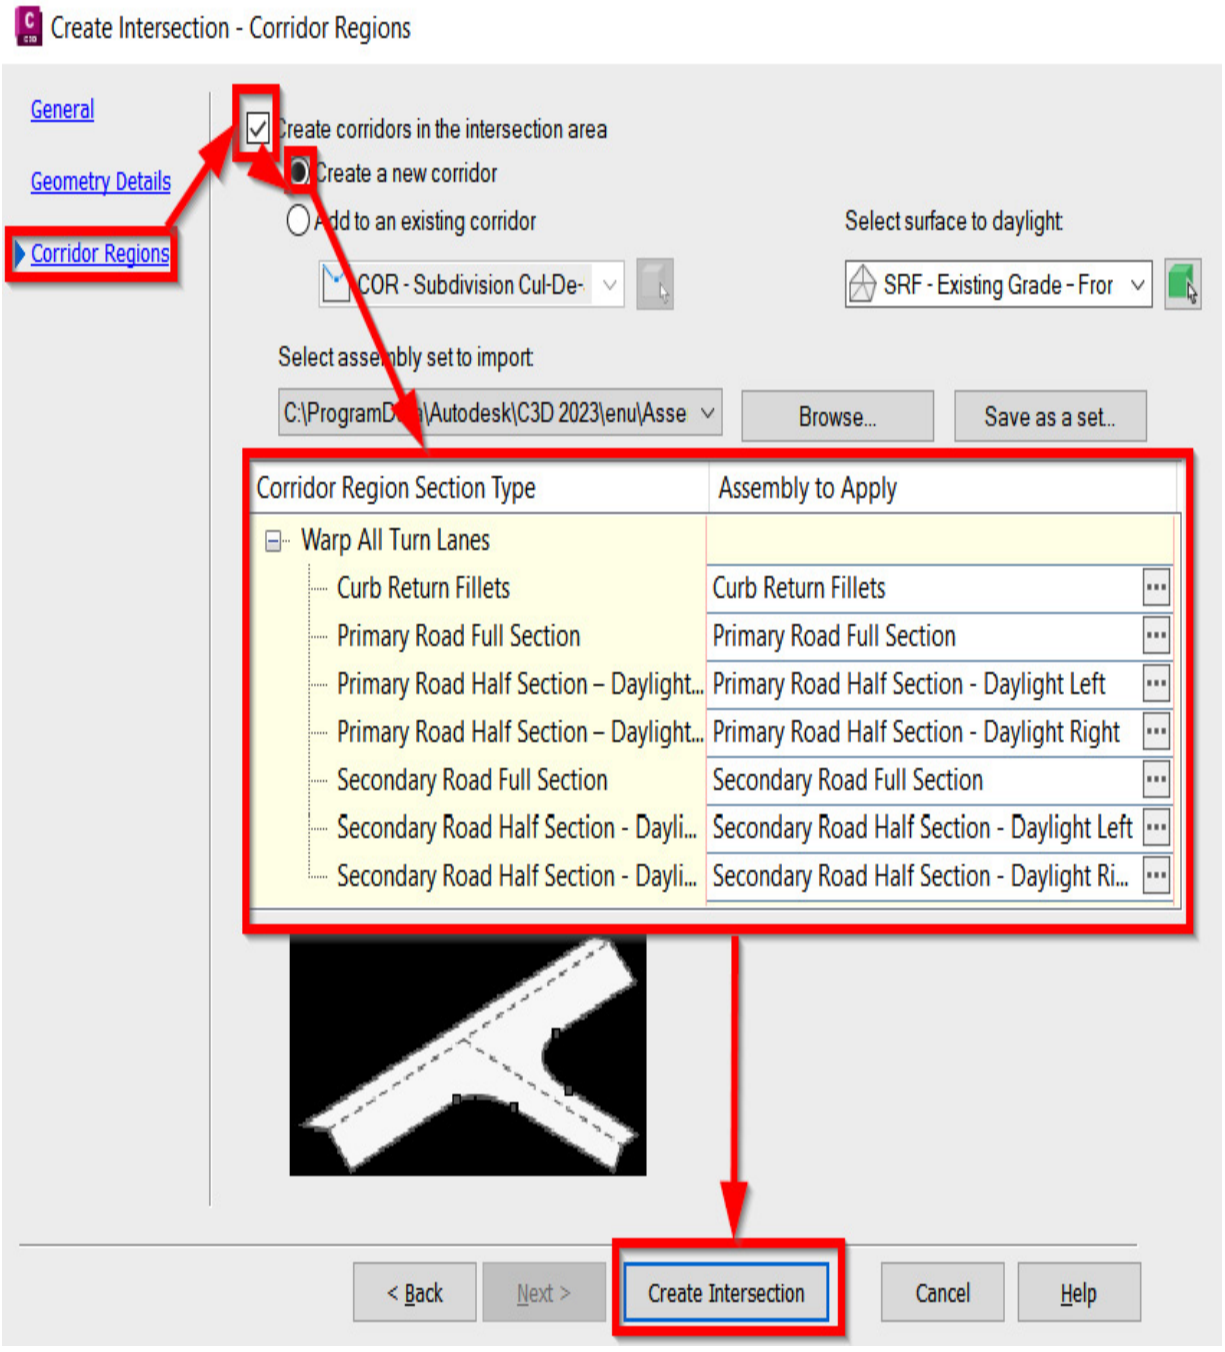 C
C3D
Create Intersection - Corridor Regions
General
Geometry Details
Corridor Regions
Create corridors in the intersection area
Create a new corridor
Add to an existing corridor
COR - Subdivision Cul-De-
Select surface to daylight:
SRF - Existing Grade – Fror
Select assembly set to import:
C:\ProgramData\Autodesk\C3D 2023\enu\Asse
Browse...
Save as a set...
Corridor Region Section Type Assembly to Apply
Warp All Turn Lanes
Curb Return Fillets Curb Return Fillets ...
Primary Road Full Section Primary Road Full Section ...
Primary Road Half Section – Daylight... Primary Road Half Section - Daylight Left ...
Primary Road Half Section – Daylight... Primary Road Half Section - Daylight Right ...
Secondary Road Full Section Secondary Road Full Section ...
Secondary Road Half Section - Dayli... Secondary Road Half Section - Daylight Left ...
Secondary Road Half Section - Dayli... Secondary Road Half Section - Daylight Ri... ...
< Back Next > Create Intersection Cancel Help